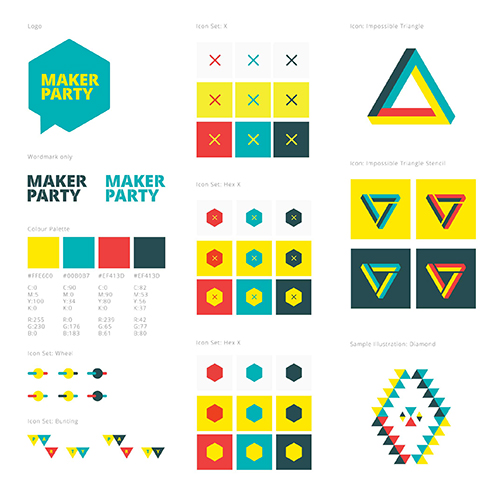 Logo
MAKER
PARTY
Wordmark only
MAKER
PARTY
MAKER
PARTY
Colour Palette
#FFE600
#00B0B7
#EF413D
#EF413D
C:0
M:5
Y:100
K:0
C:90
M:0
Y:34
K:0
C:0
M:90
Y:80
K:0
C:82
M:53
Y:56
K:37
R:255
G:230
B:0
R:0
G:176
B:183
R:239
G:65
B:61
R:42
G:77
B:80
Icon Set: Wheel
Icon Set: Bunting
P A R T Y
Icon Set: X
Icon Set: Hex X
Icon Set: Hex X
Icon: Impossible Triangle
Icon: Impossible Triangle Stencil
Sample Illustration: Diamond